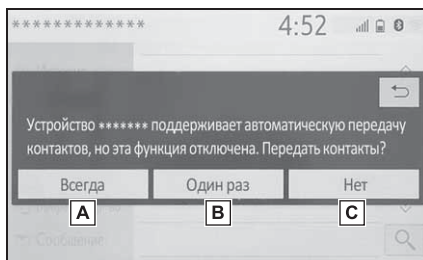 ************* 4:52
Устройство ******* поддерживает автоматическую передачу
контактов, но эта функция отключена. Передать контакты?
Всегда Один раз Нет
A B C
Сообщение